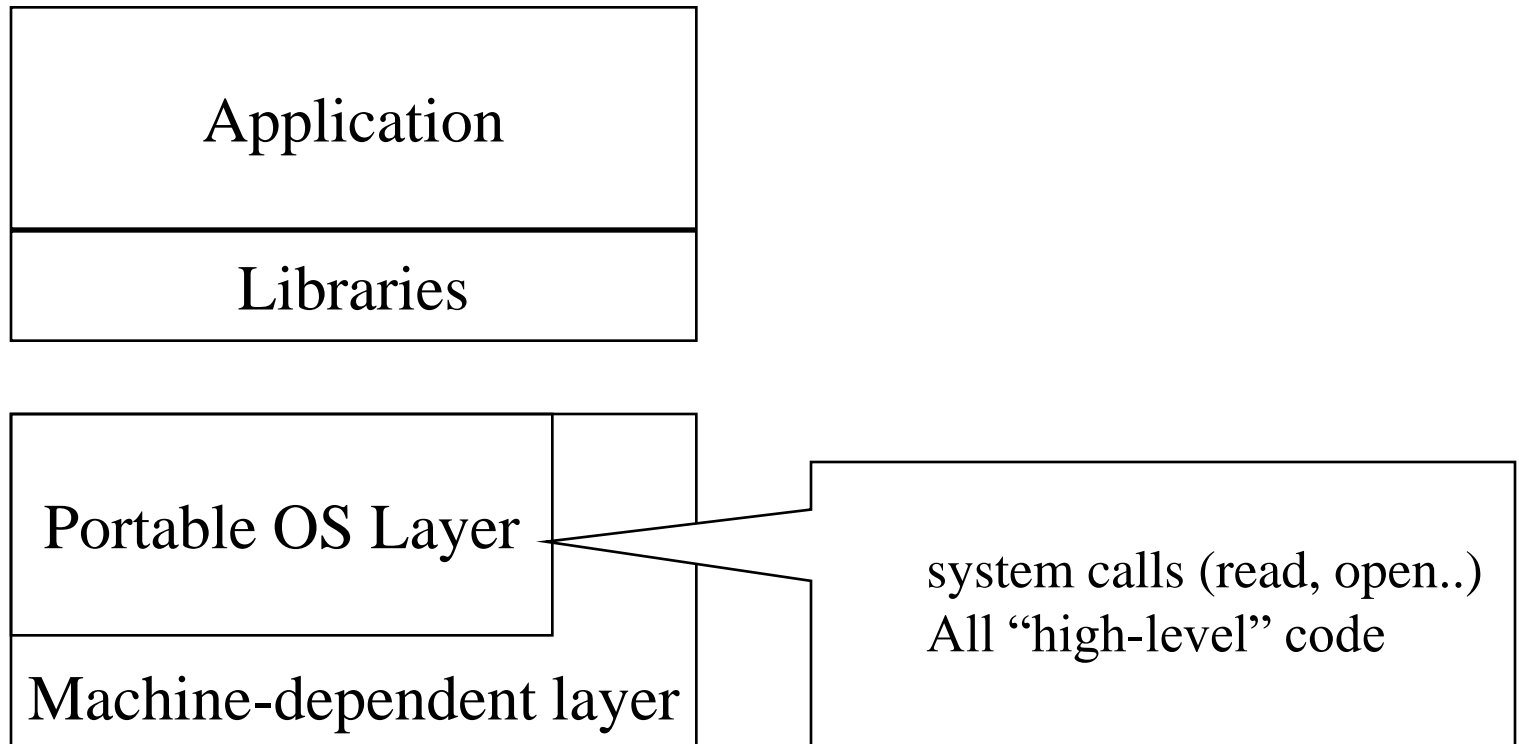 Application
Libraries
Portable OS Layer
system calls (read, open..)
All “high-level” code
Machine-dependent layer